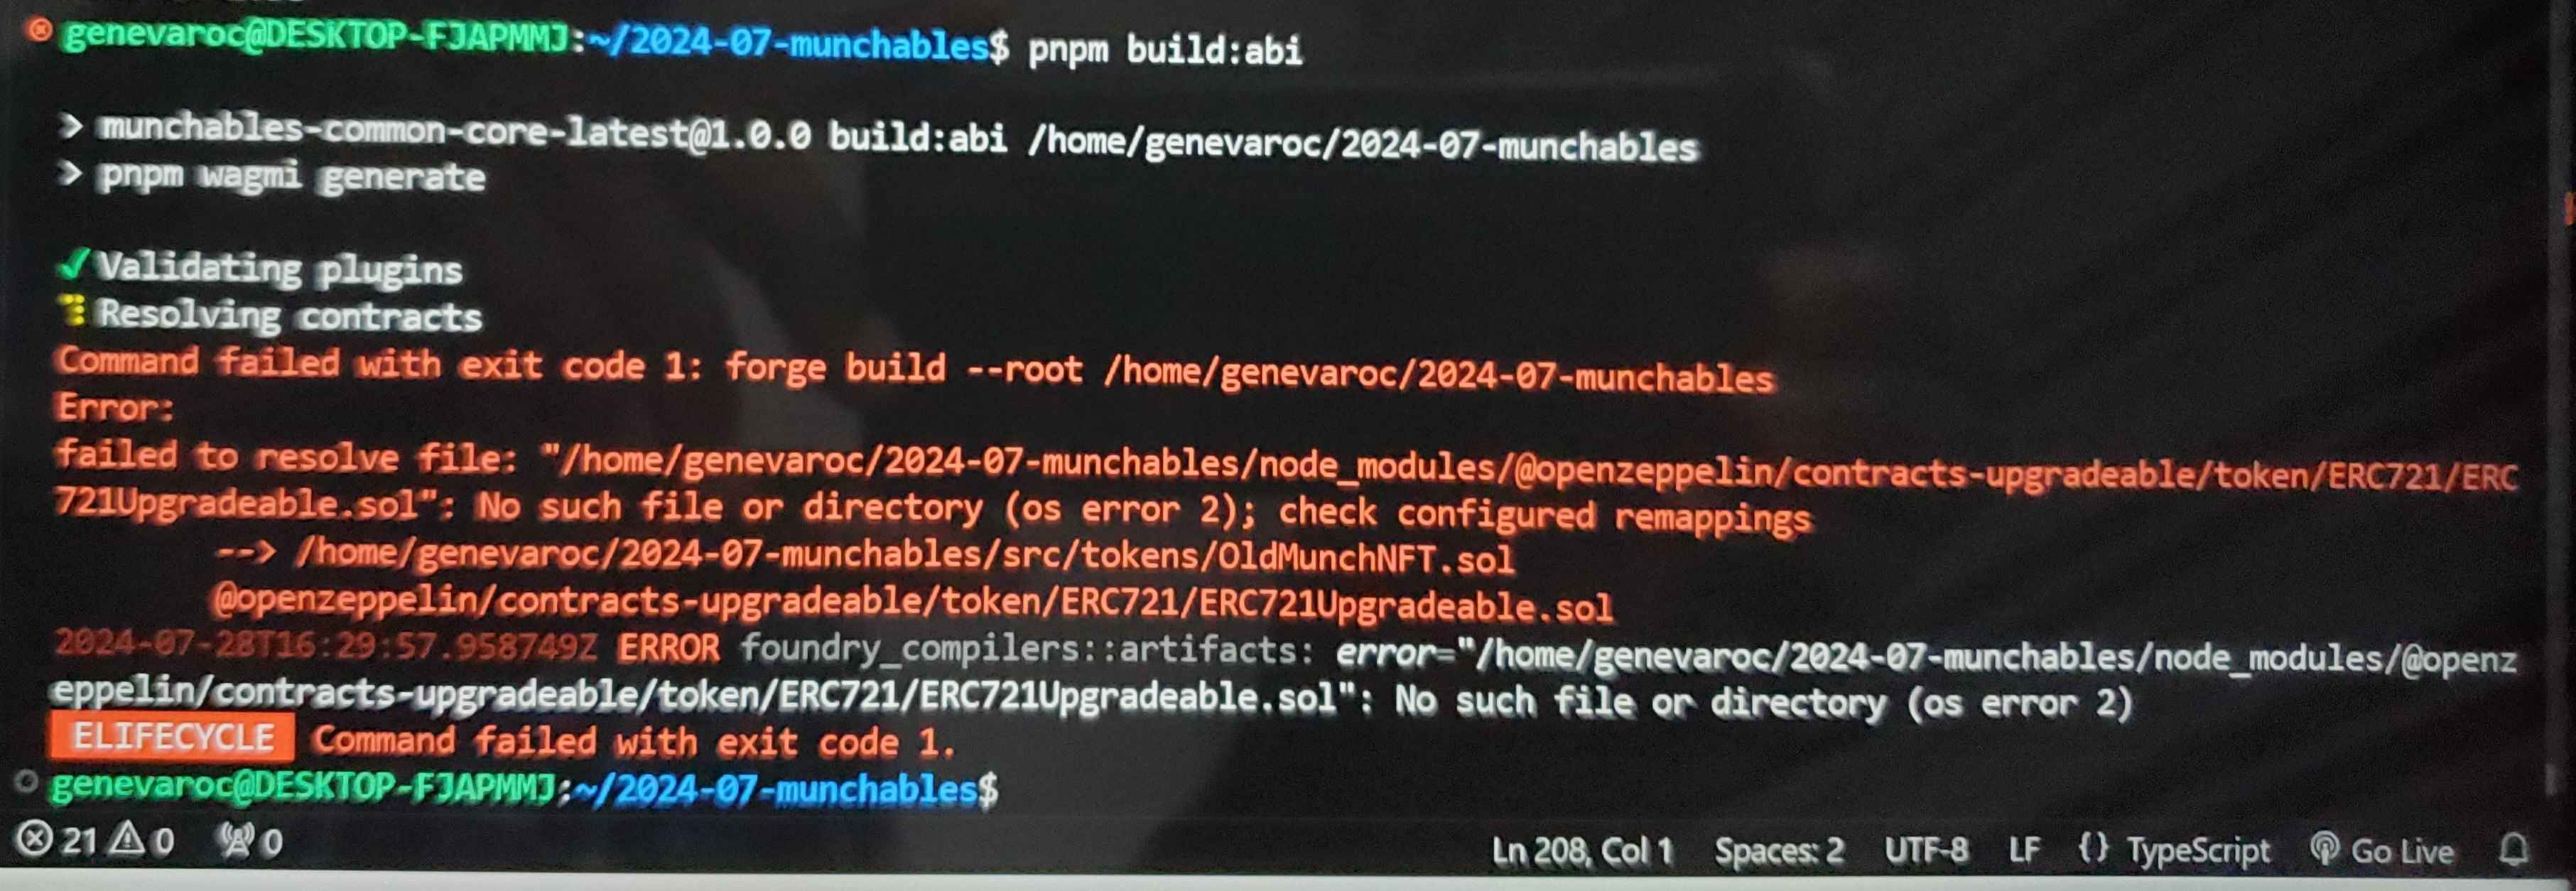 genevaroc@DESKTOP-FJAPMMJ:~/2024-07-munchables$ pnpm build:abi
> munchables-common-core-latest@1.0.0 build:abi /home/genevaroc/2024-07-munchables
> pnpm wagmi generate
✓ Validating plugins
Resolving contracts
Command failed with exit code 1: forge build --root /home/genevaroc/2024-07-munchables
Error:
failed to resolve file: "/home/genevaroc/2024-07-munchables/node_modules/@openzeppelin/contracts-upgradeable/token/ERC721/ERC
721Upgradeable.sol": No such file or directory (os error 2); check configured remappings
--> /home/genevaroc/2024-07-munchables/src/tokens/OldMunchNFT.sol
@openzeppelin/contracts-upgradeable/token/ERC721/ERC721Upgradeable.sol
2024-07-28T16:29:57.958749Z ERROR foundry_compilers::artifacts: error="/home/genevaroc/2024-07-munchables/node_modules/@openz
eppelin/contracts-upgradeable/token/ERC721/ERC721Upgradeable.sol": No such file or directory (os error 2)
ELIFECYCLE Command failed with exit code 1.
genevaroc@DESKTOP-FJAPMMJ:~/2024-07-munchables$
21 0 0 Ln 208, Col 1 Spaces: 2 UTF-8 LF {} TypeScript Go Live